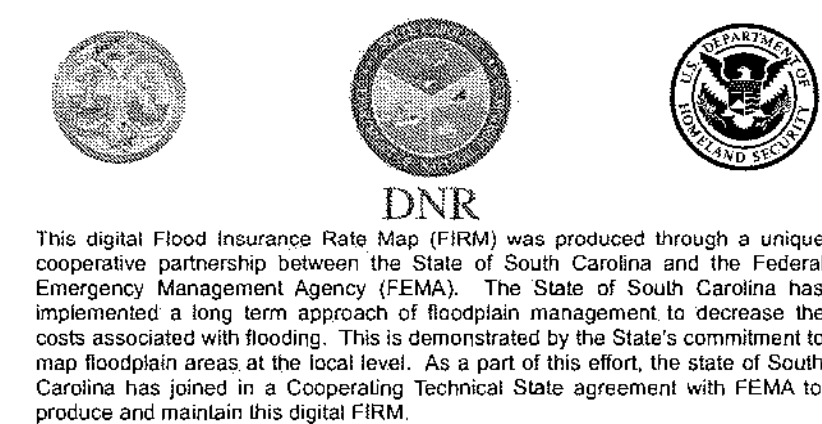 U.S. DEPARTMENT OF
HOMELAND SECURITY
DNR
This digital Flood Insurance Rate Map (FIRM) was produced through a unique
cooperative partnership between the State of South Carolina and the Federal
Emergency Management Agency (FEMA). The State of South Carolina has
implemented a long term approach of floodplain management to decrease the
costs associated with flooding. This is demonstrated by the State's commitment to
map floodplain areas at the local level. As a part of this effort, the state of South
Carolina has joined in a Cooperating Technical State agreement with FEMA to
produce and maintain this digital FIRM.